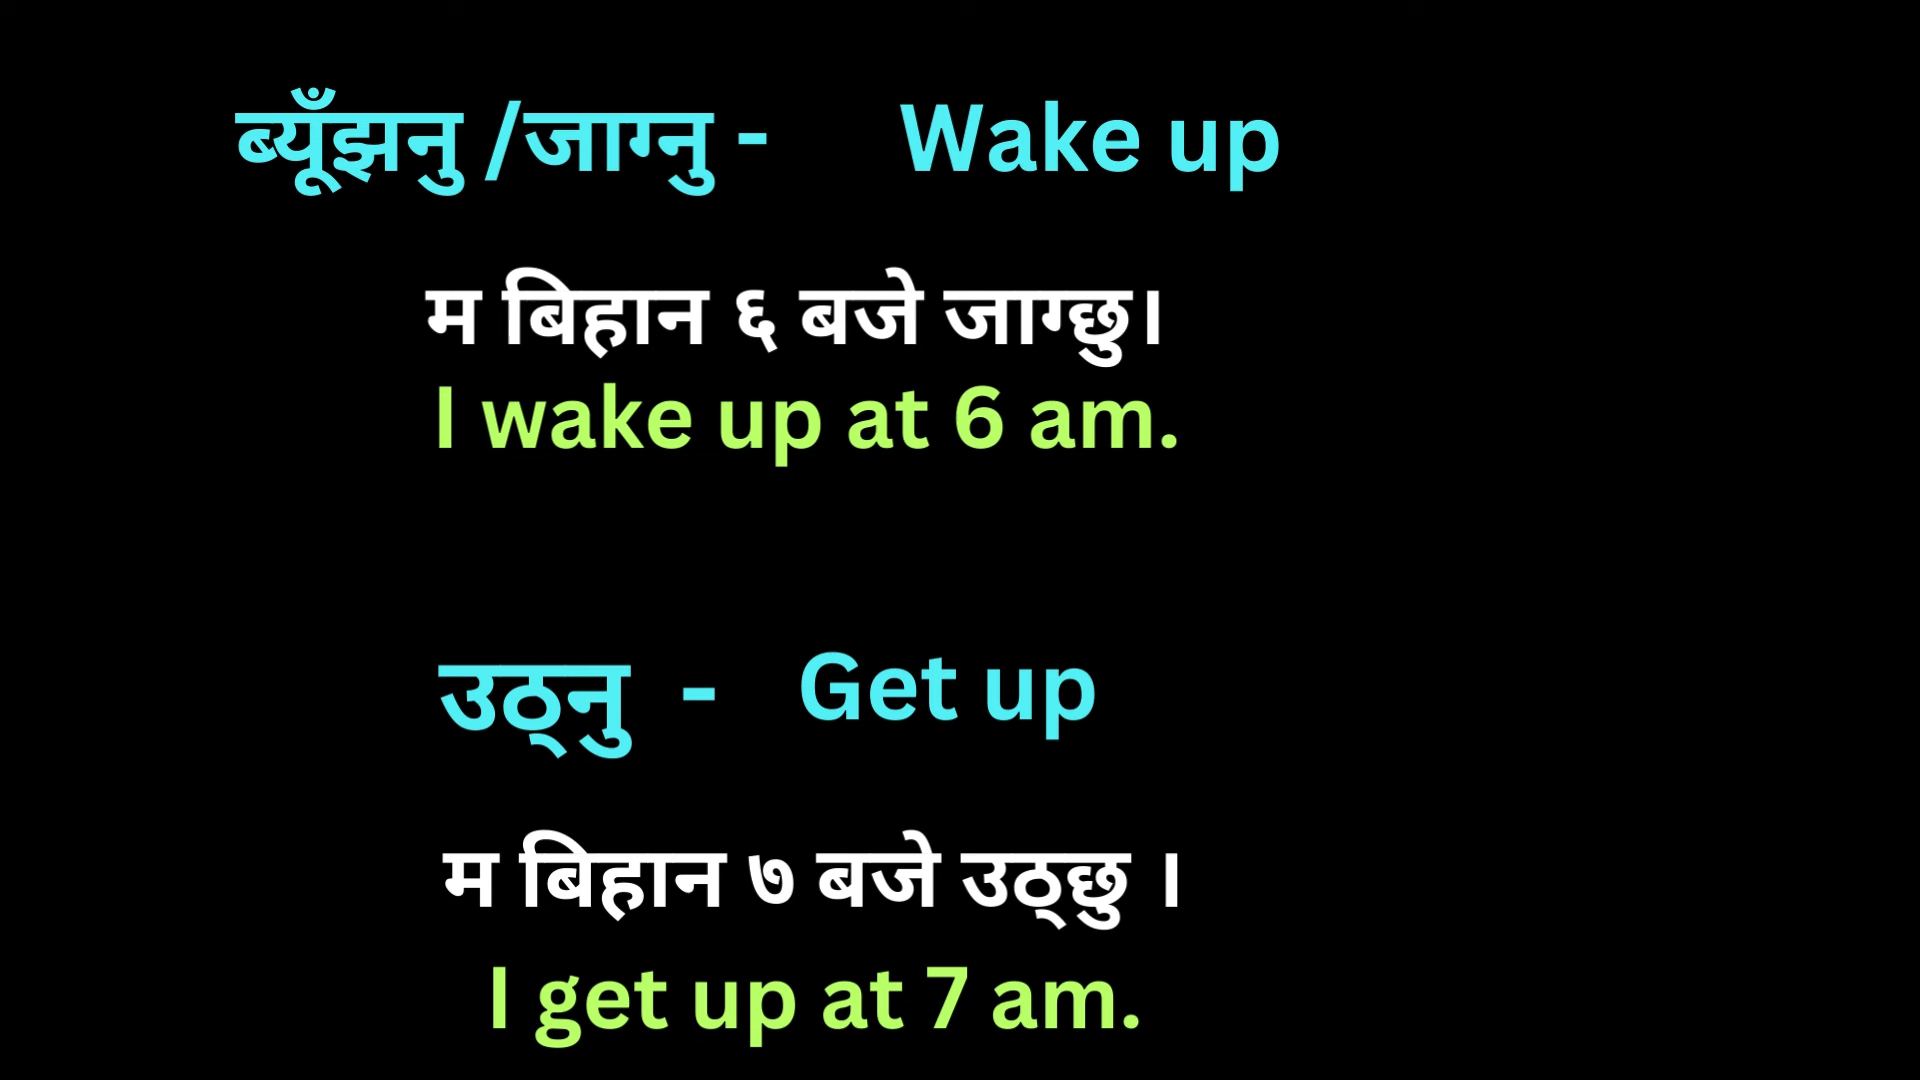 ब्यूँझनु /जाग्नु - Wake up
म बिहान ६ बजे जाग्छु।
I wake up at 6 am.
उठ्नु - Get up
म बिहान ७ बजे उठ्छु ।
I get up at 7 am.